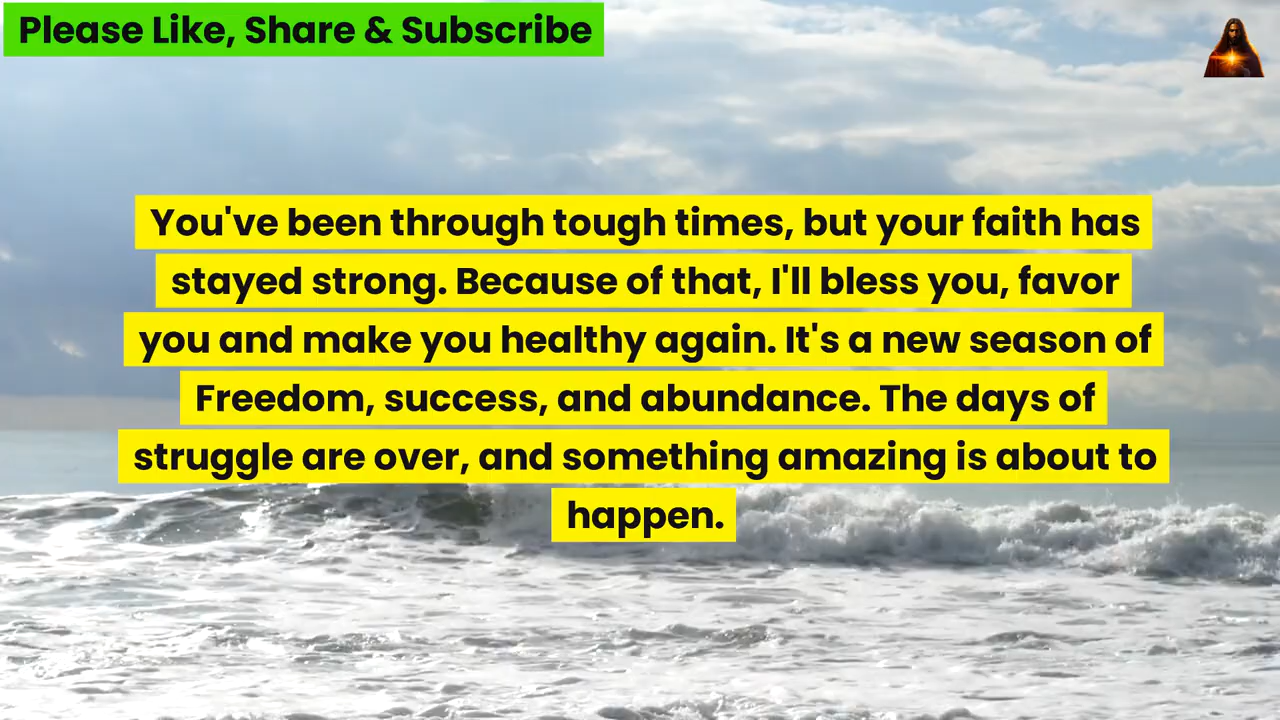 Please Like, Share & Subscribe
You've been through tough times, but your faith has
stayed strong. Because of that, I'll bless you, favor
you and make you healthy again. It's a new season of
Freedom, success, and abundance. The days of
struggle are over, and something amazing is about to
happen.